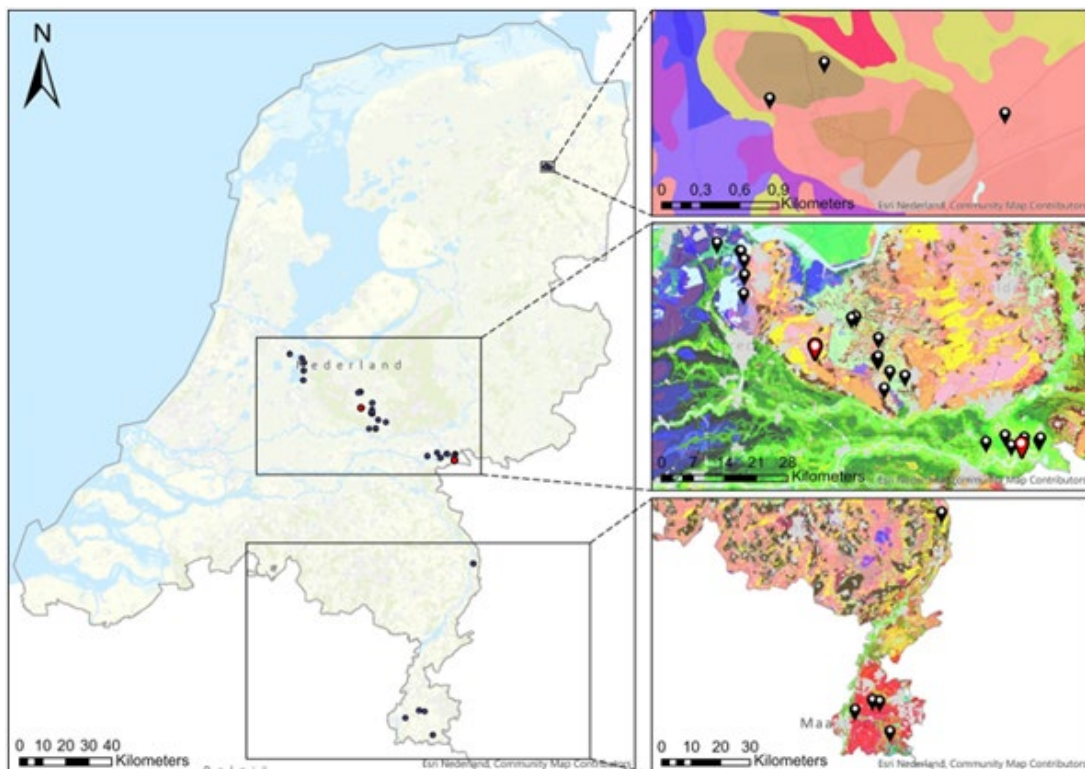 N
Nederland
0 10 20 30 40
Kilometers
Esri Nederland, Community Map Contributors
0 0,3 0,6 0,9
Kilometers
Esri Nederland, Community Map Contributors
0 7 14 21 28
Kilometers
Esri Nederland, Community Map Contributors
Maa
0 10 20 30
Kilometers
Esri Nederland, Community Map Contributors